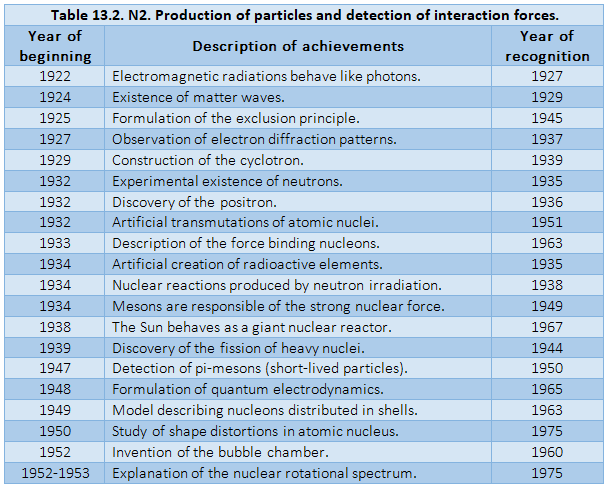 Table 13.2. N2. Production of particles and detection of interaction forces.
Year of beginning Description of achievements Year of recognition
1922 Electromagnetic radiations behave like photons. 1927
1924 Existence of matter waves. 1929
1925 Formulation of the exclusion principle. 1945
1927 Observation of electron diffraction patterns. 1937
1929 Construction of the cyclotron. 1939
1932 Experimental existence of neutrons. 1935
1932 Discovery of the positron. 1936
1932 Artificial transmutations of atomic nuclei. 1951
1933 Description of the force binding nucleons. 1963
1934 Artificial creation of radioactive elements. 1935
1934 Nuclear reactions produced by neutron irradiation. 1938
1934 Mesons are responsible of the strong nuclear force. 1949
1938 The Sun behaves as a giant nuclear reactor. 1967
1939 Discovery of the fission of heavy nuclei. 1944
1947 Detection of pi-mesons (short-lived particles). 1950
1948 Formulation of quantum electrodynamics. 1965
1949 Model describing nucleons distributed in shells. 1963
1950 Study of shape distortions in atomic nucleus. 1975
1952 Invention of the bubble chamber. 1960
1952-1953 Explanation of the nuclear rotational spectrum. 1975